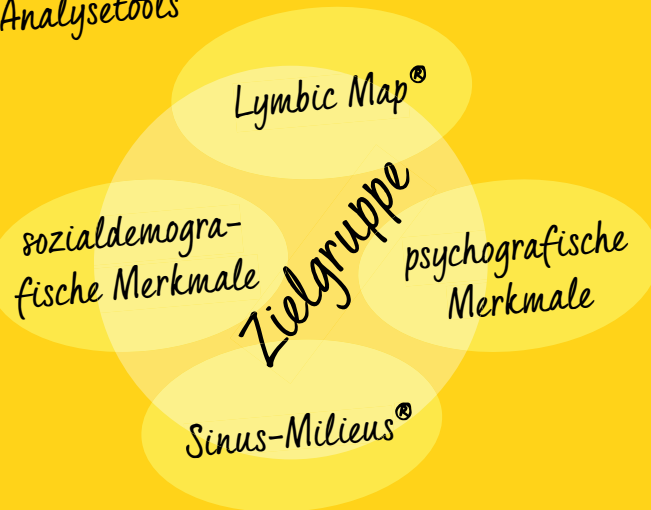 Analysetools
Lymbic Map®
sozialdemogra-
fische Merkmale
Zielgruppe
psychografische
Merkmale
Sinus-Milieus®